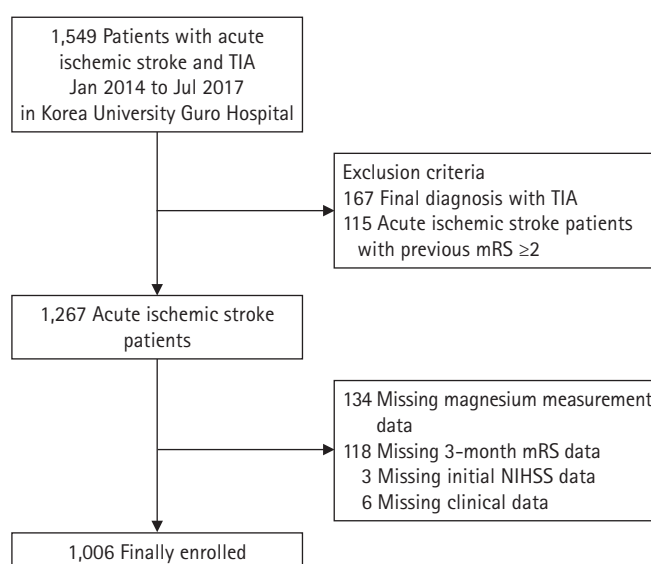 1,549 Patients with acute
ischemic stroke and TIA
Jan 2014 to Jul 2017
in Korea University Guro Hospital
Exclusion criteria
167 Final diagnosis with TIA
115 Acute ischemic stroke patients
with previous mRS ≥2
1,267 Acute ischemic stroke
patients
134 Missing magnesium measurement
data
118 Missing 3-month mRS data
3 Missing initial NIHSS data
6 Missing clinical data
1,006 Finally enrolled